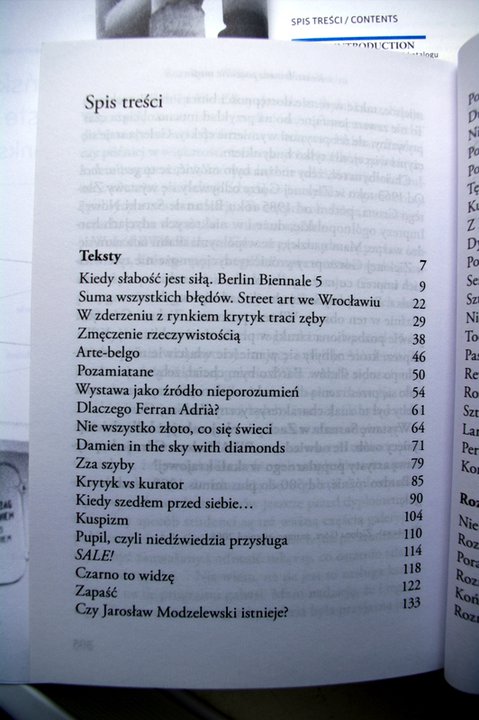 SPIS TREŚCI / CONTENTS
INTRODUCTION
Spis treści
Teksty 7
Kiedy słabość jest siłą. Berlin Biennale 5 9
Suma wszystkich błędów. Street art we Wrocławiu 22
W zderzeniu z rynkiem krytyk traci zęby 29
Zmęczenie rzeczywistością 38
Arte-belgo 46
Pozamiatane 50
Wystawa jako źródło nieporozumień 54
Dlaczego Ferran Adrià? 61
Nie wszystko złoto, co się świeci 64
Damien in the sky with diamonds 71
Zza szyby 79
Krytyk vs kurator 85
Kiedy szedłem przed siebie… 90
Kuspizm 104
Pupil, czyli niedźwiedzia przysługa 110
SALE! 114
Czarno to widzę 118
Zapaść 122
Czy Jarosław Modzelewski istnieje? 133